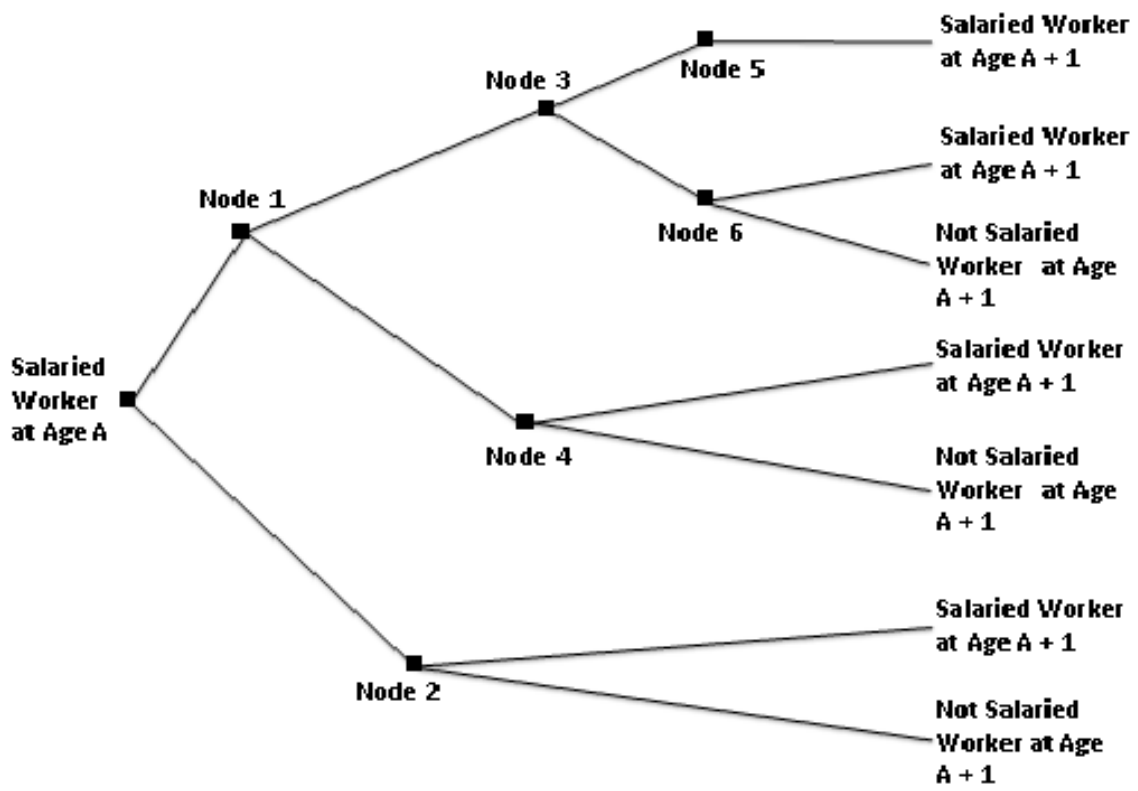 Salaried Worker
at Age A + 1
Node 5
Node 3
Salaried Worker
at Age A + 1
Node 1
Node 6
Not Salaried
Worker at Age
A + 1
Salaried Worker
at Age A + 1
Salaried
Worker
at Age A
Node 4
Not Salaried
Worker at Age
A + 1
Salaried Worker
at Age A + 1
Node 2
Not Salaried
Worker at Age
A + 1